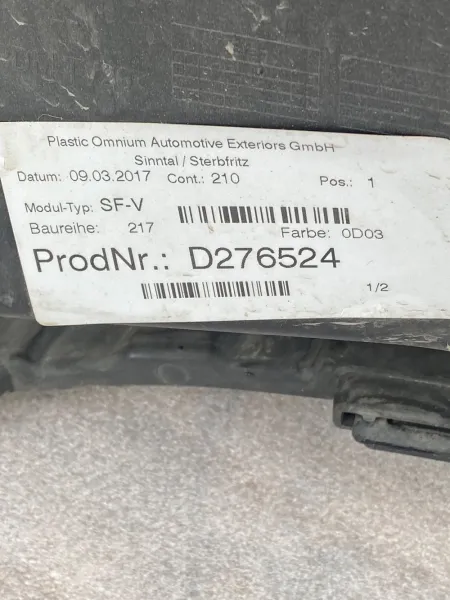 Plastic Omnium Automotive Exteriors GmbH
Sinntal / Sterbfritz
Datum: 09.03.2017 Cont.: 210 Pos.: 1
Modul-Typ: SF-V
Baureihe: 217 Farbe: 0D03
ProdNr.: D276524
1/2